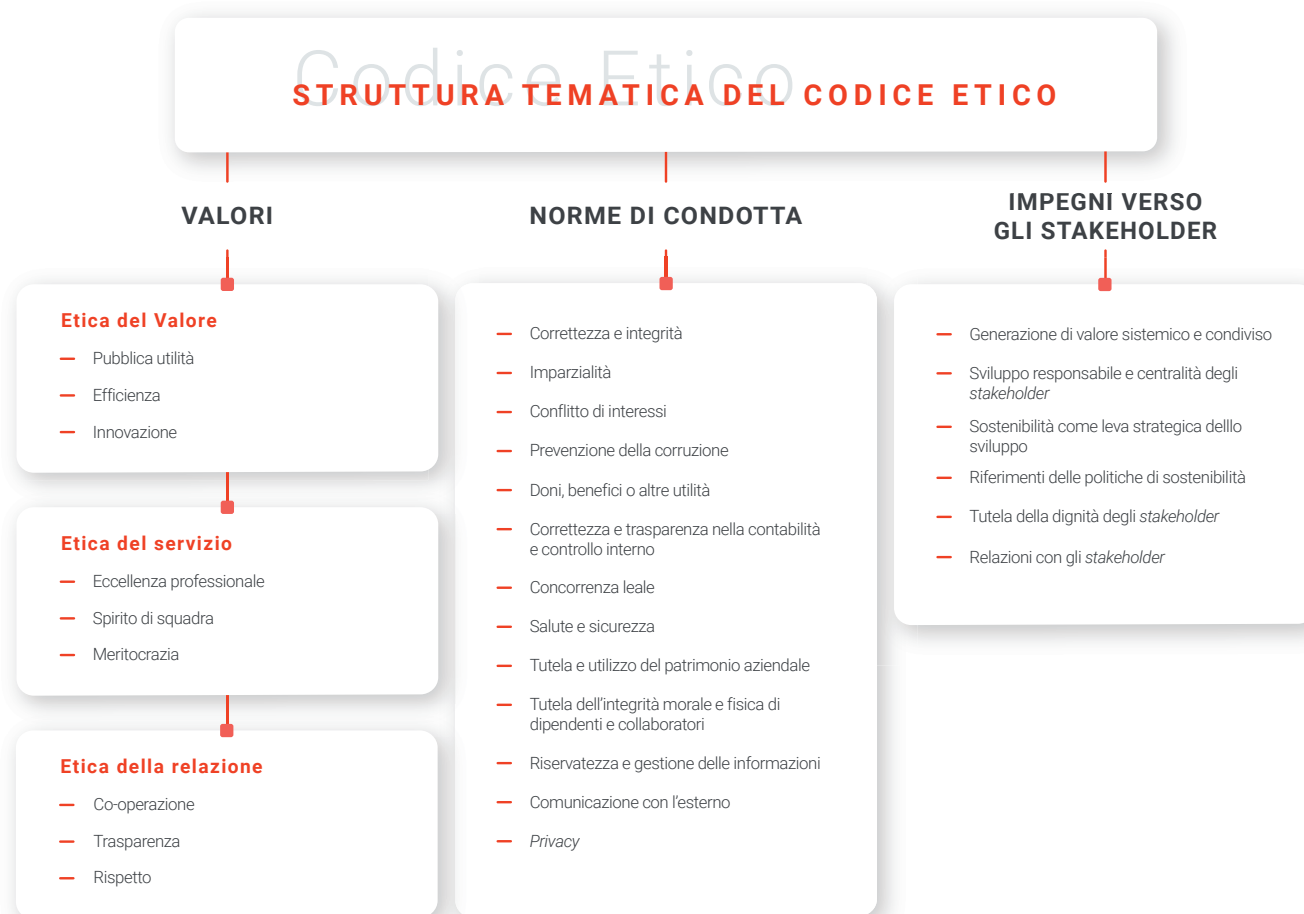 Codice Etico
STRUTTURA TEMATICA DEL CODICE ETICO
VALORI
Etica del Valore
— Pubblica utilità
— Efficienza
— Innovazione
Etica del servizio
— Eccellenza professionale
— Spirito di squadra
— Meritocrazia
Etica della relazione
— Co-operazione
— Trasparenza
— Rispetto
NORME DI CONDOTTA
— Correttezza e integrità
— Imparzialità
— Conflitto di interessi
— Prevenzione della corruzione
— Doni, benefici o altre utilità
— Correttezza e trasparenza nella contabilità
e controllo interno
— Concorrenza leale
— Salute e sicurezza
— Tutela e utilizzo del patrimonio aziendale
— Tutela dell'integrità morale e fisica di
dipendenti e collaboratori
— Riservatezza e gestione delle informazioni
— Comunicazione con l'esterno
— Privacy
IMPEGNI VERSO
GLI STAKEHOLDER
— Generazione di valore sistemico e condiviso
— Sviluppo responsabile e centralità degli
stakeholder
— Sostenibilità come leva strategica delllo
sviluppo
— Riferimenti delle politiche di sostenibilità
— Tutela della dignità degli stakeholder
— Relazioni con gli stakeholder